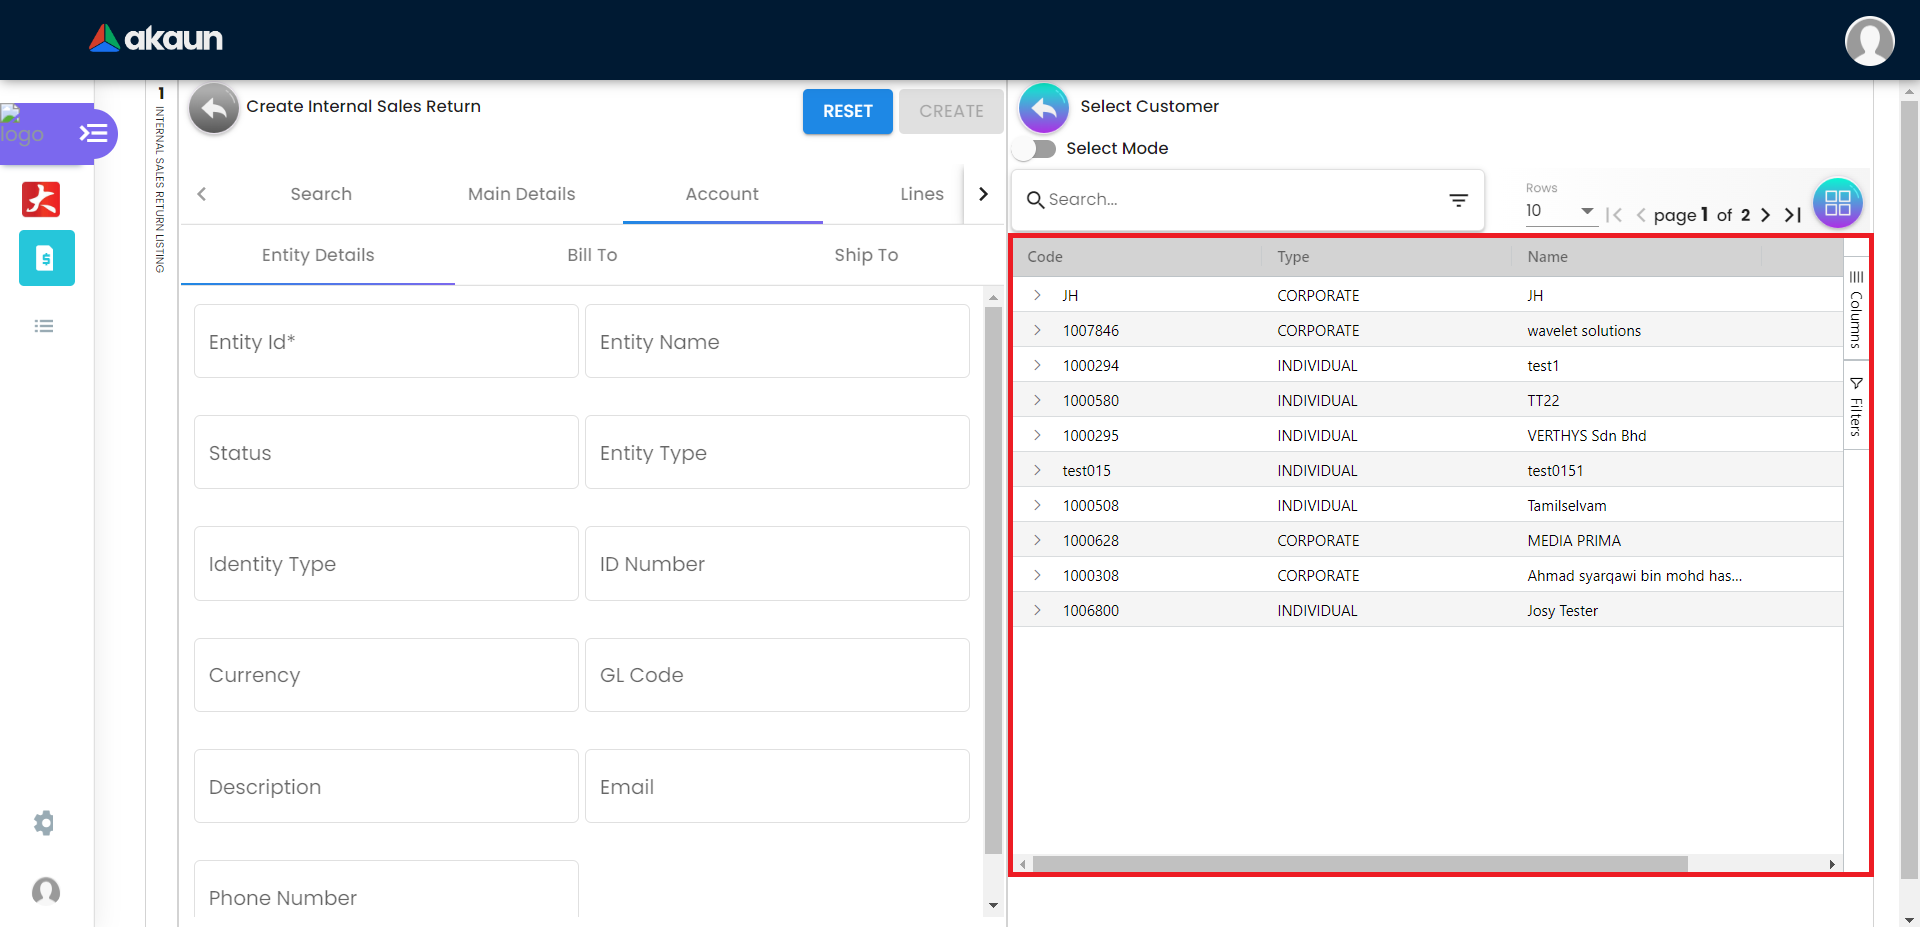 akaun
logo
1
INTERNAL SALES RETURN LISTING
Create Internal Sales Return
RESET
CREATE
Search
Main Details
Account
Lines
Entity Details
Bill To
Ship To
Entity Id*
Entity Name
Status
Entity Type
Identity Type
ID Number
Currency
GL Code
Description
Email
Phone Number
Select Customer
Select Mode
Search...
Rows
10
page 1 of 2
Code Type Name
JH CORPORATE JH
1007846 CORPORATE wavelet solutions
1000294 INDIVIDUAL test1
1000580 INDIVIDUAL TT22
1000295 INDIVIDUAL VERTHYS Sdn Bhd
test015 INDIVIDUAL test0151
1000508 INDIVIDUAL Tamilselvam
1000628 CORPORATE MEDIA PRIMA
1000308 CORPORATE Ahmad syarqawi bin mohd has...
1006800 INDIVIDUAL Josy Tester
Columns
Filters